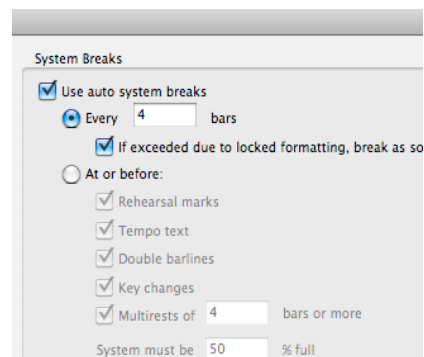 System Breaks
Use auto system breaks
Every 4 bars
If exceeded due to locked formatting, break as so
At or before:
Rehearsal marks
Tempo text
Double barlines
Key changes
Multirests of 4 bars or more
System must be 50 % full